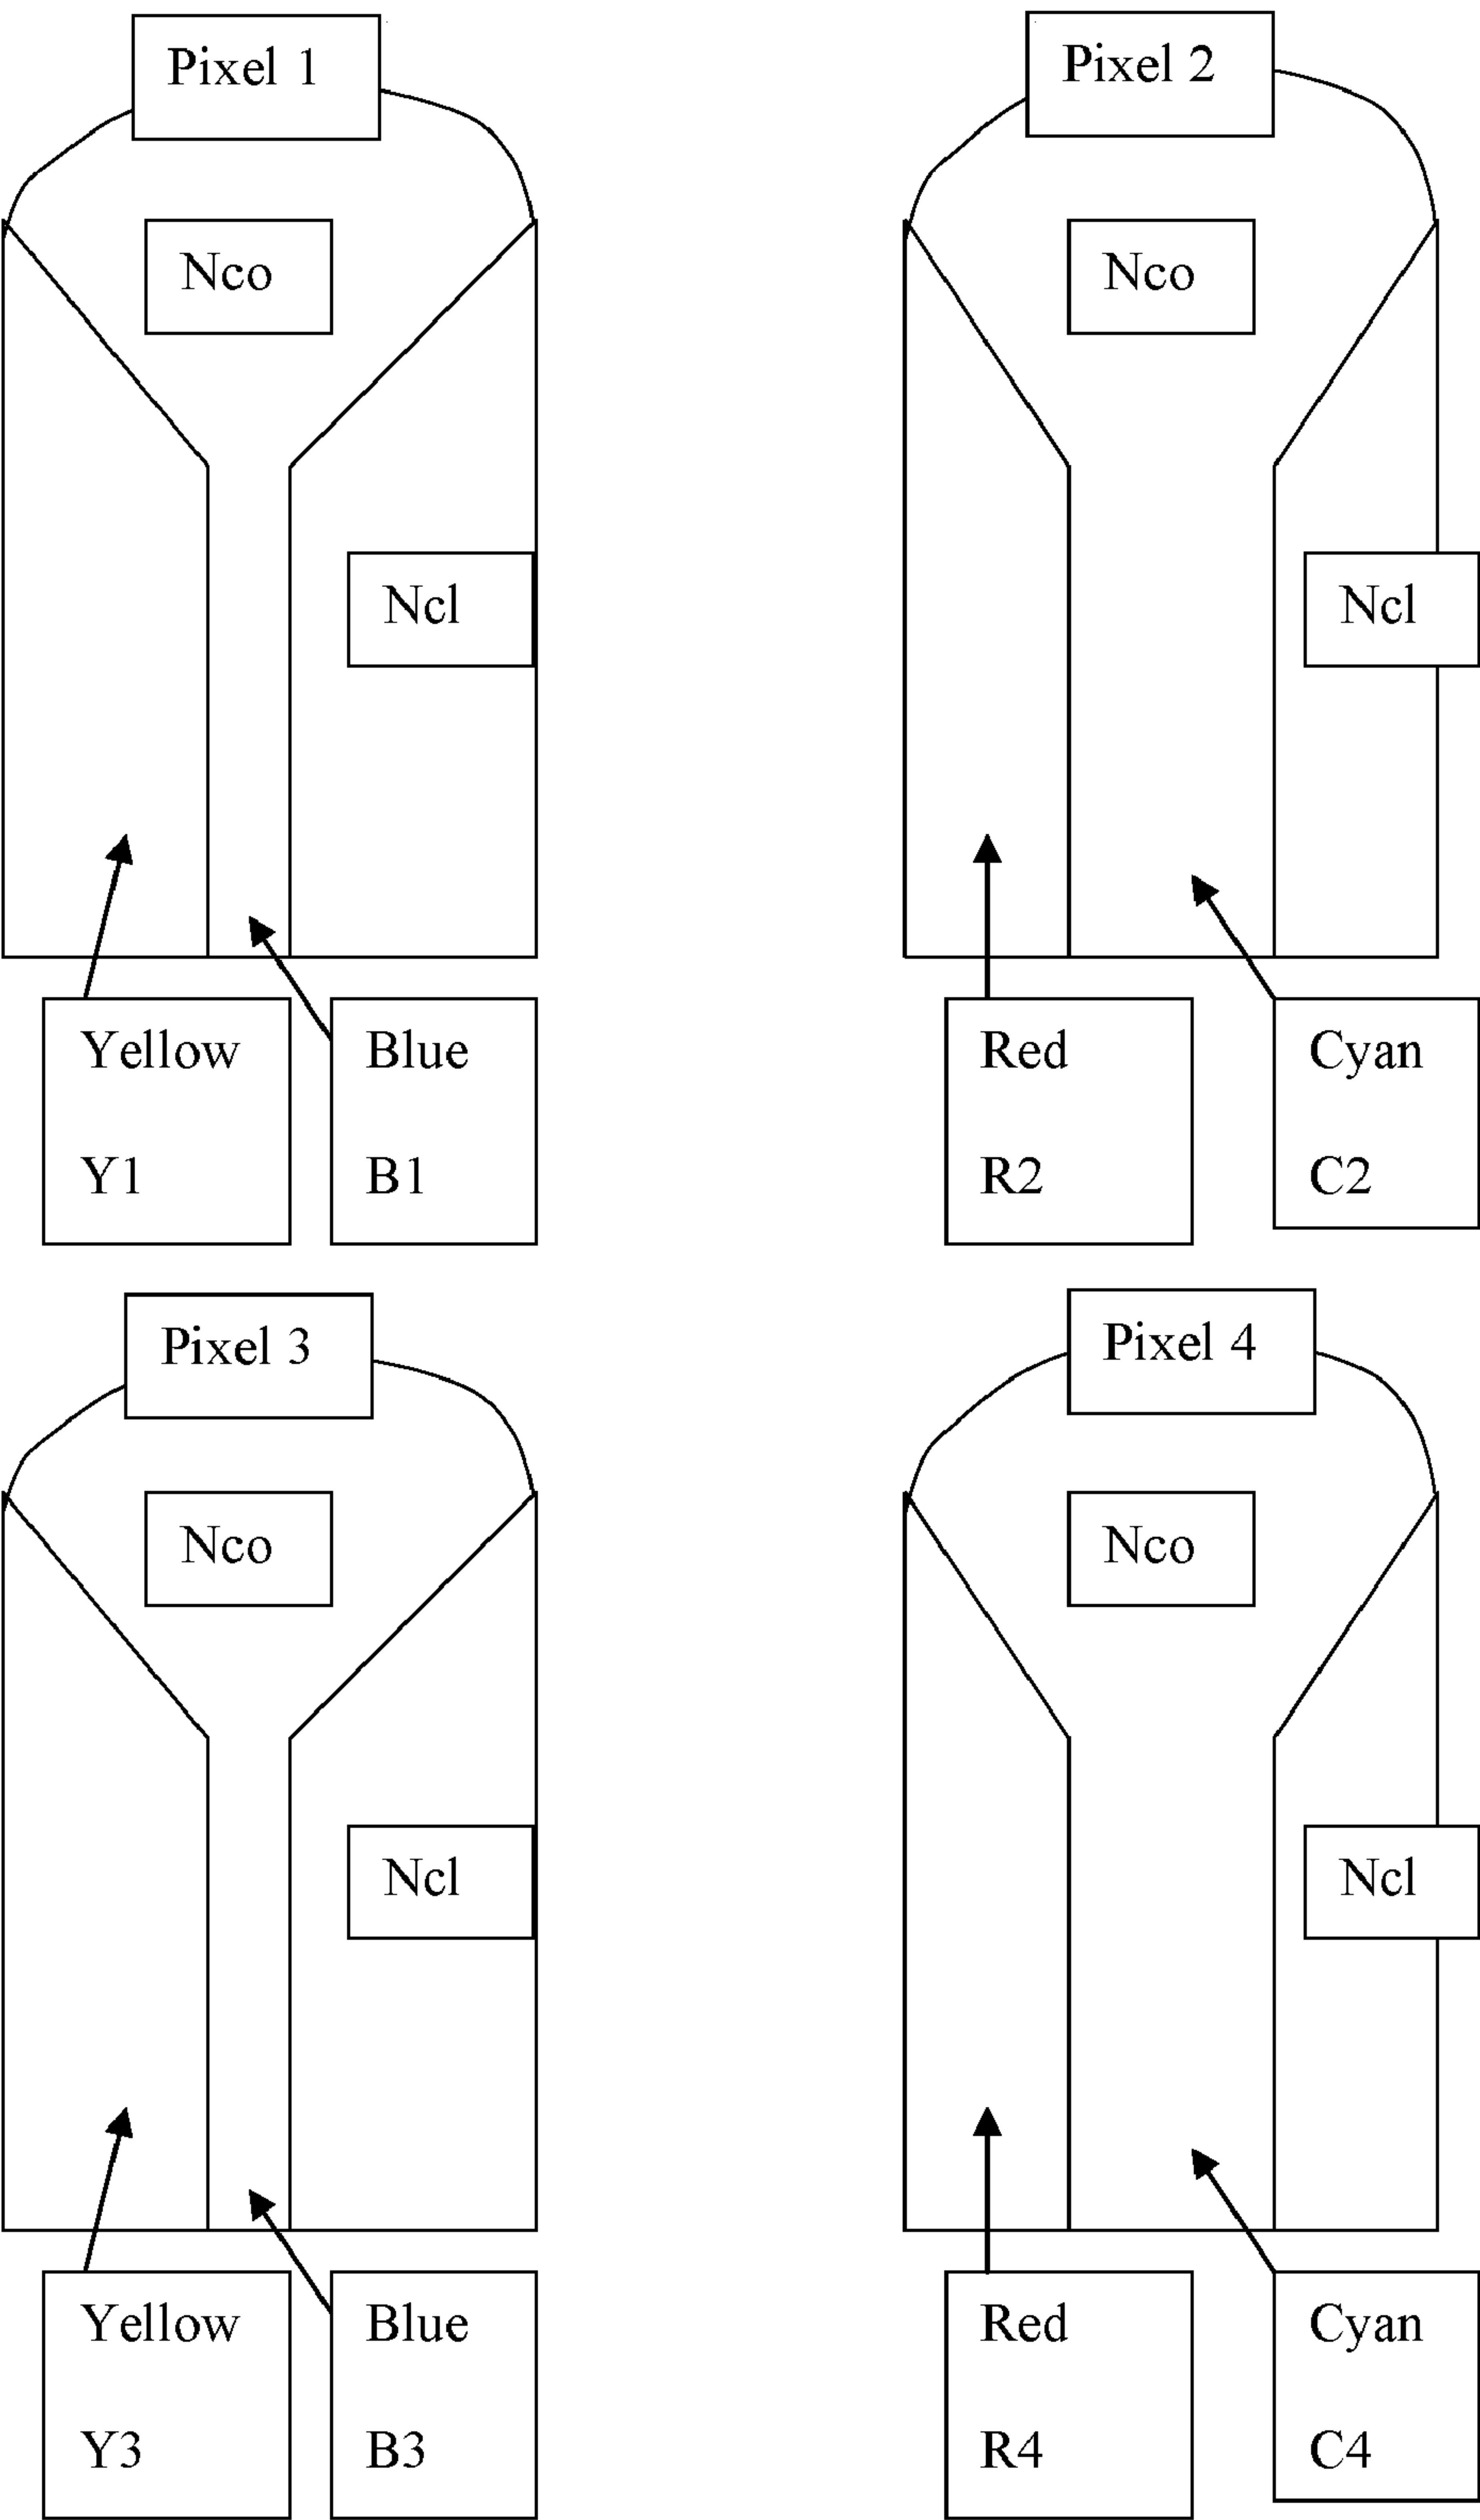 Pixel 1
Pixel 2
Nco
Nco
Ncl
Ncl
Yellow
Y1
Blue
B1
Red
R2
Cyan
C2
Pixel 3
Pixel 4
Nco
Nco
Ncl
Ncl
Yellow
Y3
Blue
B3
Red
R4
Cyan
C4